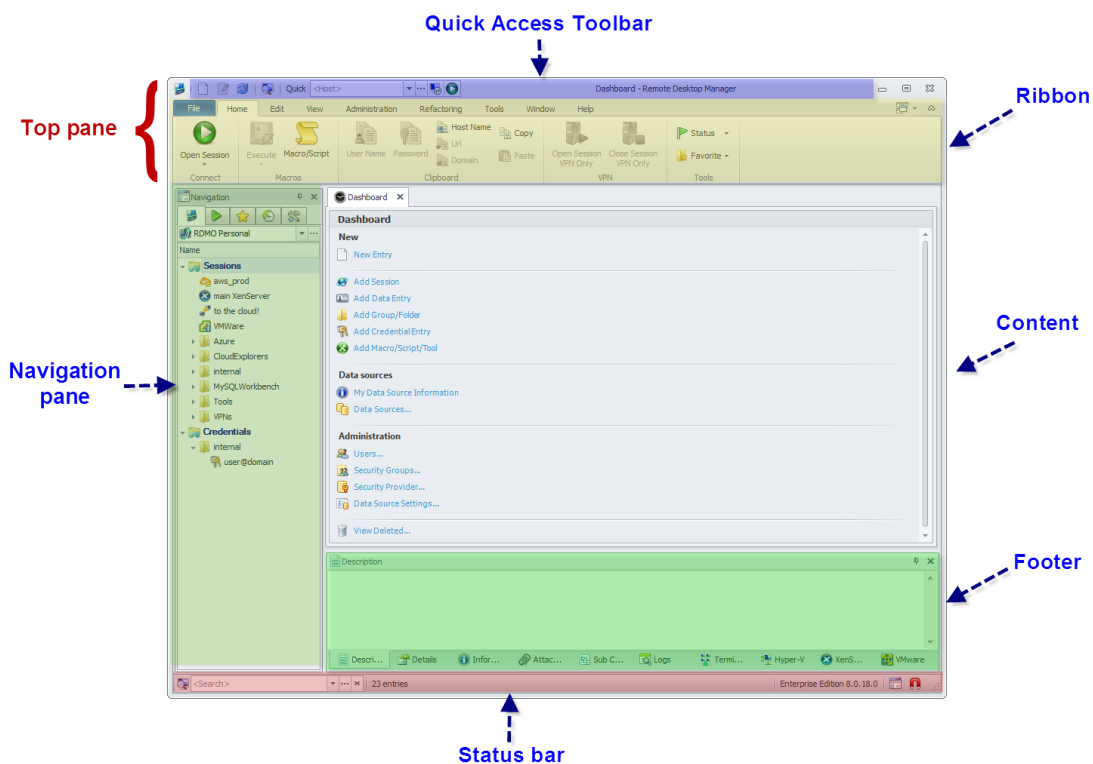 Quick Access Toolbar
Top pane
Ribbon
Navigation
pane
Content
Footer
Status bar
Quick <Host> Dashboard - Remote Desktop Manager
File Home Edit View Administration Refactoring Tools Window Help
Open Session Execute Macro/Script User Name Password Host Name Url Domain Copy Paste Open Session VPN Only Close Session VPN Only Status Favorite
Connect Macros Clipboard VPN Tools
Navigation
RDMO Personal
Name
Sessions
aws_prod
main XenServer
to the cloud!
VMWare
Azure
CloudExplorers
internal
MySQLWorkbench
Tools
VPNs
Credentials
internal
user@domain
Dashboard
Dashboard
New
New Entry
Add Session
Add Data Entry
Add Group/Folder
Add Credential Entry
Add Macro/Script/Tool
Data sources
My Data Source Information
Data Sources...
Administration
Users...
Security Groups...
Security Provider...
Data Source Settings...
View Deleted...
Description
Descri... Details Infor... Attac... Sub C... Logs Termi... Hyper-V XenS... VMware
<Search> 23 entries Enterprise Edition 8.0.18.0